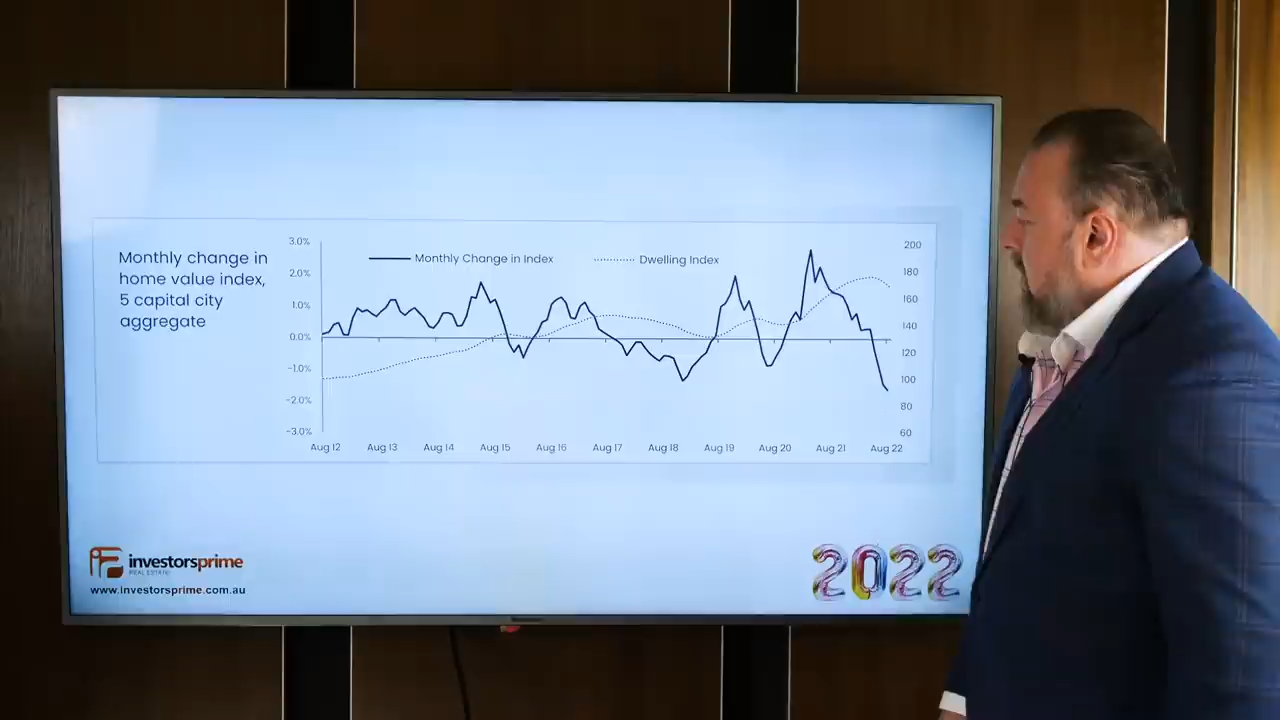 Monthly change in
home value index,
5 capital city
aggregate
Monthly Change in Index
Dwelling Index
3.0%
2.0%
1.0%
0.0%
-1.0%
-2.0%
-3.0%
200
180
160
140
120
100
80
60
Aug 12 Aug 13 Aug 14 Aug 15 Aug 16 Aug 17 Aug 18 Aug 19 Aug 20 Aug 21 Aug 22
investorsprime
REAL ESTATE
www.investorsprime.com.au
2022